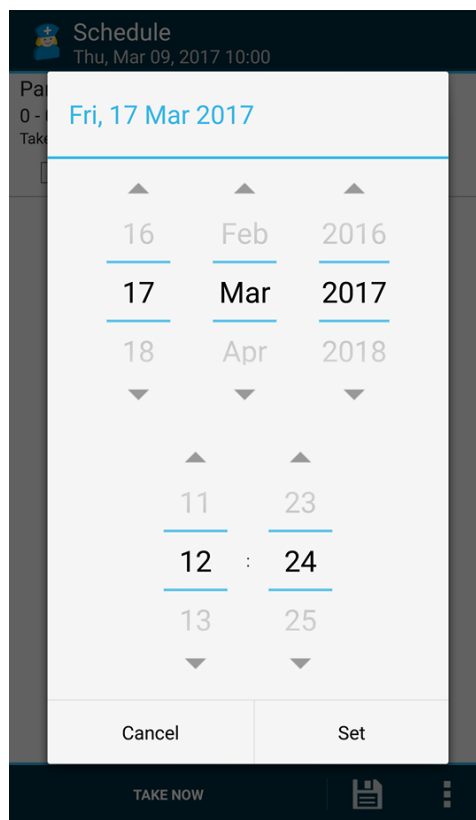 Schedule
Thu, Mar 09, 2017 10:00
Fri, 17 Mar 2017
16 Feb 2016
17 Mar 2017
18 Apr 2018
11 23
12 : 24
13 25
Cancel Set
TAKE NOW